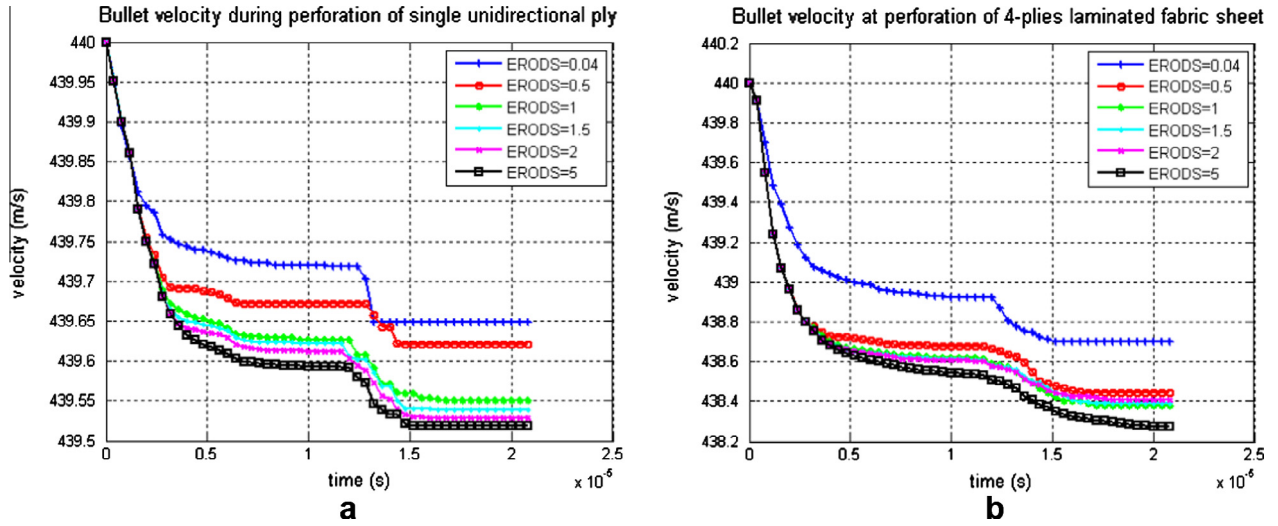 Bullet velocity during perforation of single unidirectional ply
440
439.95
439.9
439.85
439.8
439.75
439.7
439.65
439.6
439.55
439.5
velocity (m/s)
ERODS=0.04
ERODS=0.5
ERODS=1
ERODS=1.5
ERODS=2
ERODS=5
0
0.5
1
1.5
2
2.5
time (s)
x 10⁻⁵
a
Bullet velocity at perforation of 4-plies laminated fabric sheet
440.2
440
439.8
439.6
439.4
439.2
439
438.8
438.6
438.4
438.2
velocity (m/s)
ERODS=0.04
ERODS=0.5
ERODS=1
ERODS=1.5
ERODS=2
ERODS=5
0
0.5
1
1.5
2
2.5
time (s)
x 10⁻⁵
b